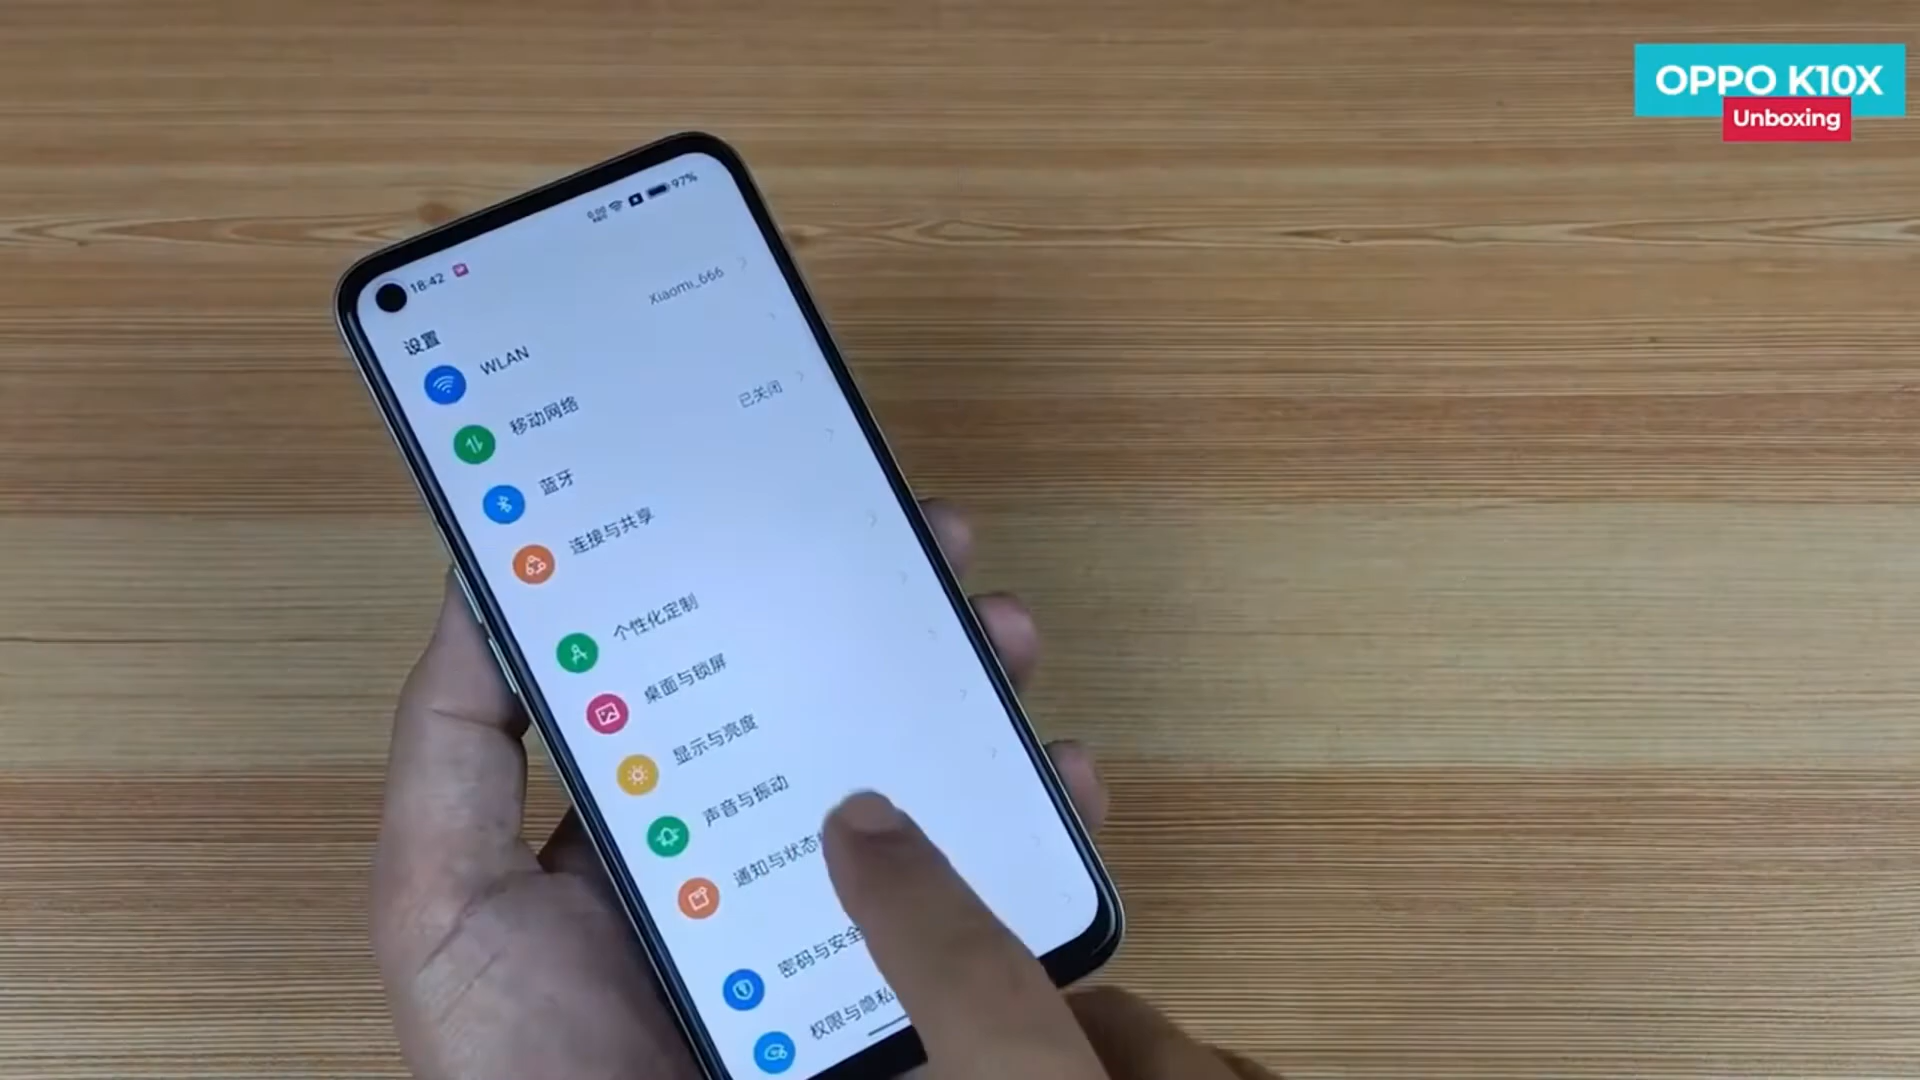 OPPO K10X
Unboxing
18:42
97%
设置
WLAN
Xiaomi_666
移动网络
蓝牙
已关闭
连接与共享
个性化定制
桌面与锁屏
显示与亮度
声音与振动
通知与状态
密码与安全
权限与隐私